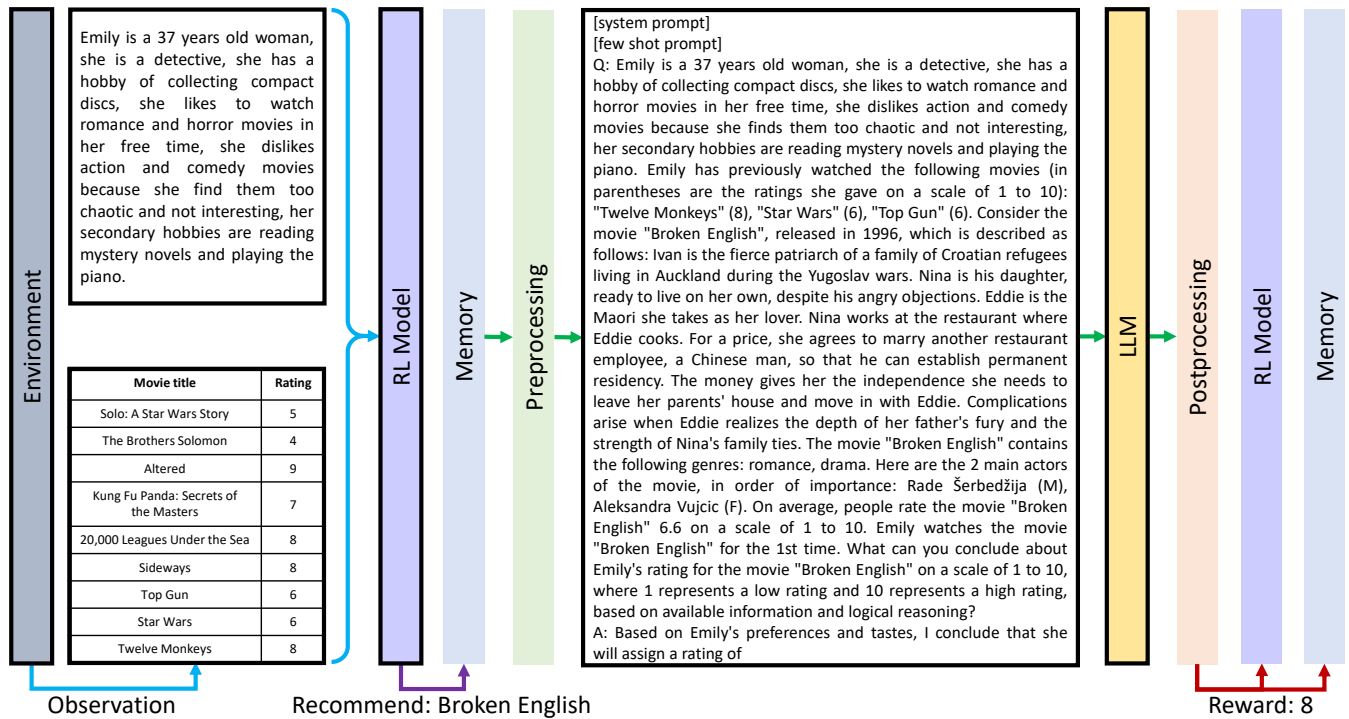 Environment
Emily is a 37 years old woman,
she is a detective, she has a
hobby of collecting compact
discs, she likes to watch
romance and horror movies in
her free time, she dislikes
action and comedy movies
because she find them too
chaotic and not interesting, her
secondary hobbies are reading
mystery novels and playing the
piano.
Movie title Rating
Solo: A Star Wars Story 5
The Brothers Solomon 4
Altered 9
Kung Fu Panda: Secrets of
the Masters 7
20,000 Leagues Under the Sea 8
Sideways 8
Top Gun 6
Star Wars 6
Twelve Monkeys 8
Observation
RL Model
Memory
Recommend: Broken English
Preprocessing
[system prompt]
[few shot prompt]
Q: Emily is a 37 years old woman, she is a detective, she has a
hobby of collecting compact discs, she likes to watch romance and
horror movies in her free time, she dislikes action and comedy
movies because she finds them too chaotic and not interesting,
her secondary hobbies are reading mystery novels and playing the
piano. Emily has previously watched the following movies (in
parentheses are the ratings she gave on a scale of 1 to 10):
"Twelve Monkeys" (8), "Star Wars" (6), "Top Gun" (6). Consider the
movie "Broken English", released in 1996, which is described as
follows: Ivan is the fierce patriarch of a family of Croatian refugees
living in Auckland during the Yugoslav wars. Nina is his daughter,
ready to live on her own, despite his angry objections. Eddie is the
Maori she takes as her lover. Nina works at the restaurant where
Eddie cooks. For a price, she agrees to marry another restaurant
employee, a Chinese man, so that he can establish permanent
residency. The money gives her the independence she needs to
leave her parents' house and move in with Eddie. Complications
arise when Eddie realizes the depth of her father's fury and the
strength of Nina's family ties. The movie "Broken English" contains
the following genres: romance, drama. Here are the 2 main actors
of the movie, in order of importance: Rade Šerbedžija (M),
Aleksandra Vujcic (F). On average, people rate the movie "Broken
English" 6.6 on a scale of 1 to 10. Emily watches the movie
"Broken English" for the 1st time. What can you conclude about
Emily's rating for the movie "Broken English" on a scale of 1 to 10,
where 1 represents a low rating and 10 represents a high rating,
based on available information and logical reasoning?
A: Based on Emily's preferences and tastes, I conclude that she
will assign a rating of
LLM
Postprocessing
RL Model
Memory
Reward: 8